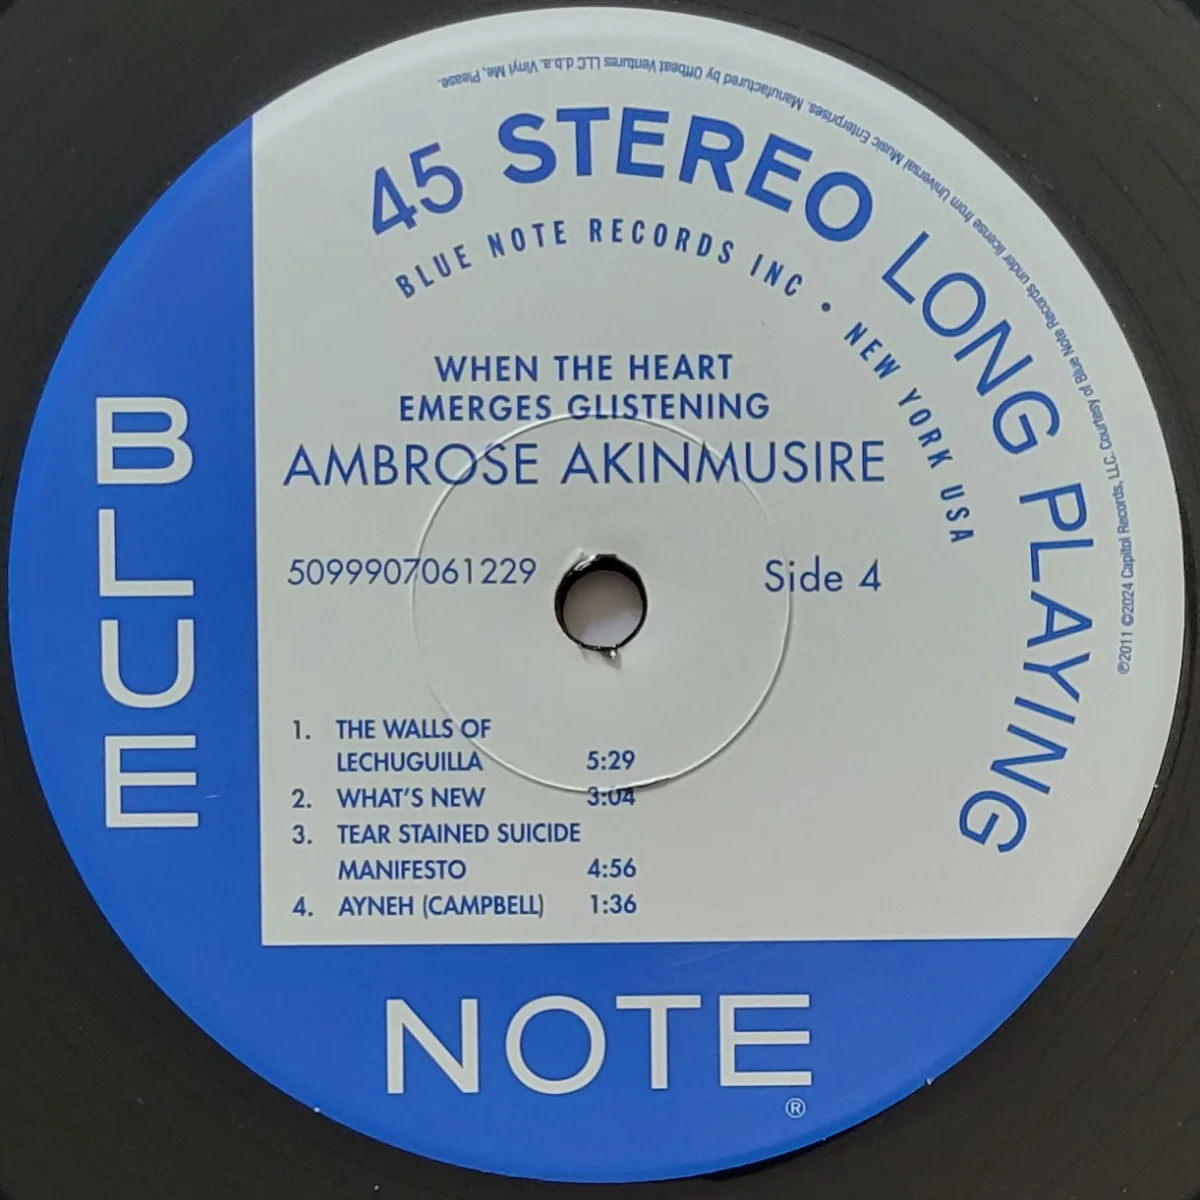 45 STEREO LONG PLAYING
BLUE NOTE RECORDS INC • NEW YORK USA
WHEN THE HEART
EMERGES GLISTENING
AMBROSE AKINMUSIRE
5099907061229
Side 4
1. THE WALLS OF
LECHUGUILLA 5:29
2. WHAT'S NEW 3:04
3. TEAR STAINED SUICIDE
MANIFESTO 4:56
4. AYNEH (CAMPBELL) 1:36
BLUE
NOTE
®
℗2011 ©2024 Capitol Records, LLC. Courtesy of Blue Note Records under license from Universal Music Enterprises. Manufactured by Offbeat Ventures LLC d.b.a. Vinyl Me, Please.